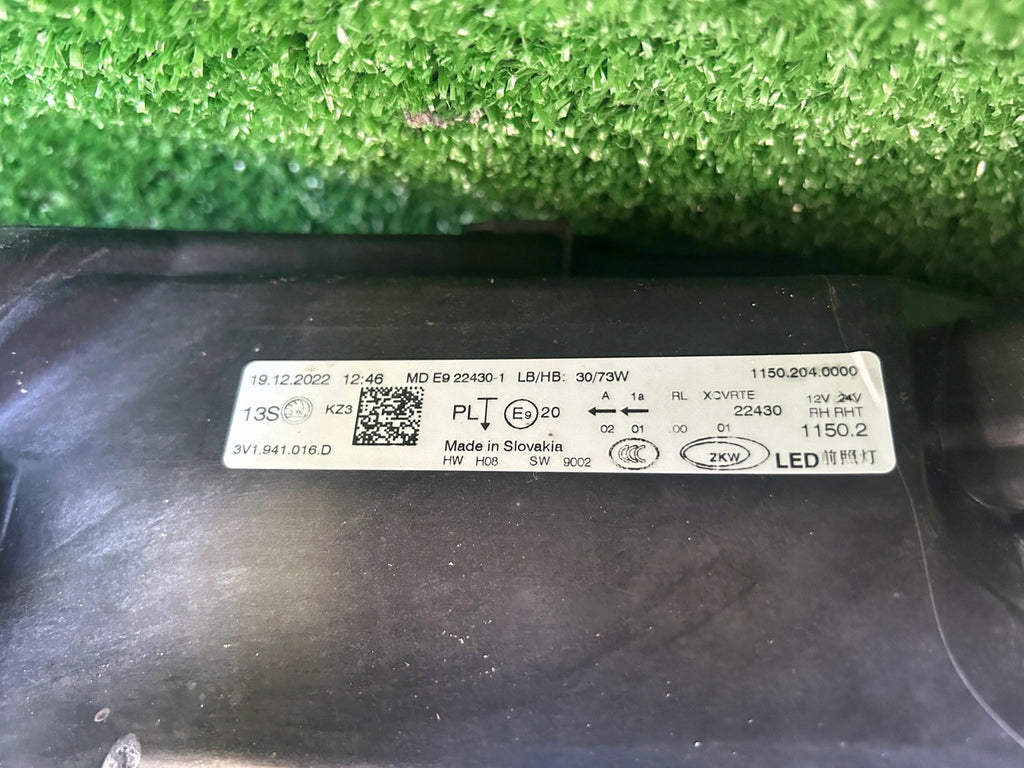 19.12.2022 12:46 MD E9 22430-1 LB/HB: 30/73W 1150.204.0000
13S KZ3 PL E9 20 A 1a RL XCVRTE 12V 24V
22430 RH RHT
02 01 .00 01 1150.2
3V1.941.016.D Made in Slovakia
HW H08 SW 9002 CCC ZKW LED前照灯